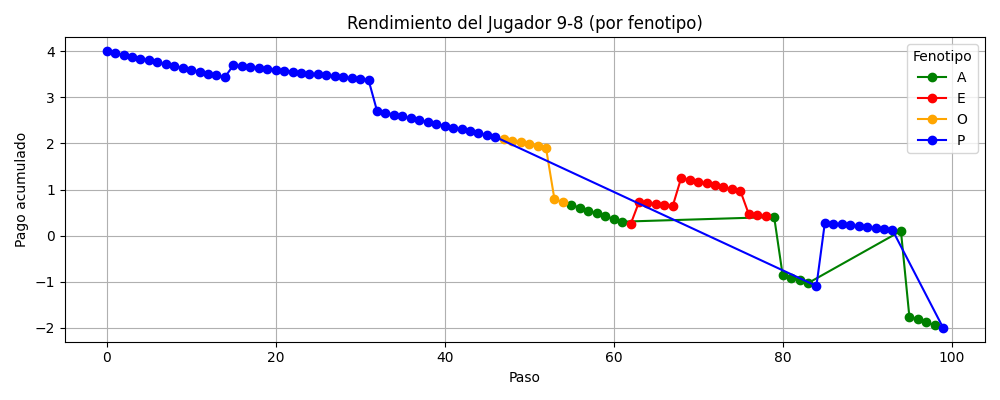 Rendimiento del Jugador 9-8 (por fenotipo)
Pago acumulado
4
3
2
1
0
−1
−2
Fenotipo
A
E
O
P
0 20 40 60 80 100
Paso